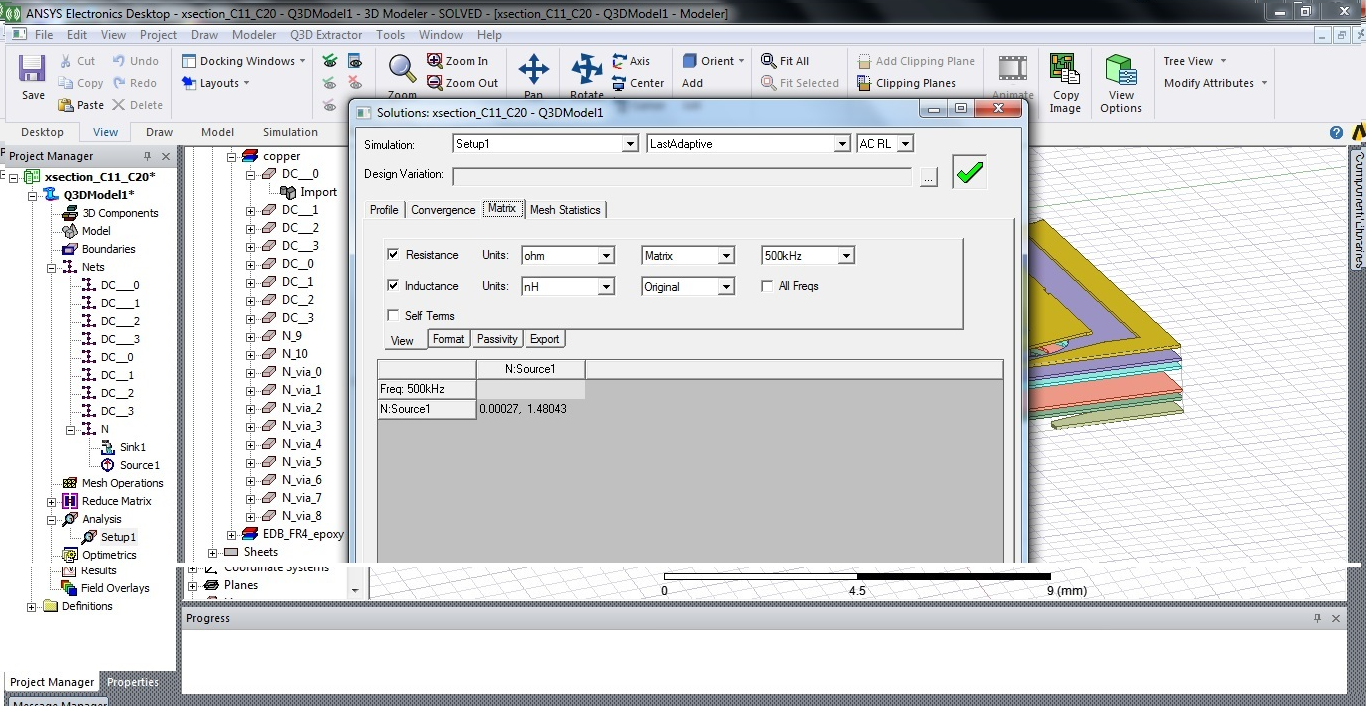 ANSYS Electronics Desktop - xsection_C11_C20 - Q3DModel1 - 3D Modeler - SOLVED - [xsection_C11_C20 - Q3DModel1 - Modeler]
File Edit View Project Draw Modeler Q3D Extractor Tools Window Help
Save
Cut
Copy
Paste
Undo
Redo
Delete
Docking Windows
Layouts
Zoom
Zoom In
Zoom Out
Pan
Rotate
Axis
Center
Orient
Add
Fit All
Fit Selected
Add Clipping Plane
Clipping Planes
Animate
Copy
Image
View
Options
Tree View
Modify Attributes
Desktop View Draw Model Simulation
Project Manager
xsection_C11_C20*
Q3DModel1*
3D Components
Model
Boundaries
Nets
DC___0
DC___1
DC___2
DC___3
DC__0
DC__1
DC__2
DC__3
N
Sink1
Source1
Mesh Operations
Reduce Matrix
Analysis
Setup1
Optimetrics
Results
Field Overlays
Definitions
Project Manager Properties
Message Manager
copper
DC___0
Import
DC___1
DC___2
DC___3
DC__0
DC__1
DC__2
DC__3
N_9
N_10
N_via_0
N_via_1
N_via_2
N_via_3
N_via_4
N_via_5
N_via_6
N_via_7
N_via_8
EDB_FR4_epoxy
Sheets
Coordinate Systems
Planes
Solutions: xsection_C11_C20 - Q3DModel1
Simulation: Setup1 LastAdaptive AC RL
Design Variation: ...
Profile Convergence Matrix Mesh Statistics
Resistance Units: ohm Matrix 500kHz
Inductance Units: nH Original All Freqs
Self Terms
View Format Passivity Export
N:Source1
Freq: 500kHz
N:Source1 0.00027, 1.48043
Component Libraries
0 4.5 9 (mm)
Progress